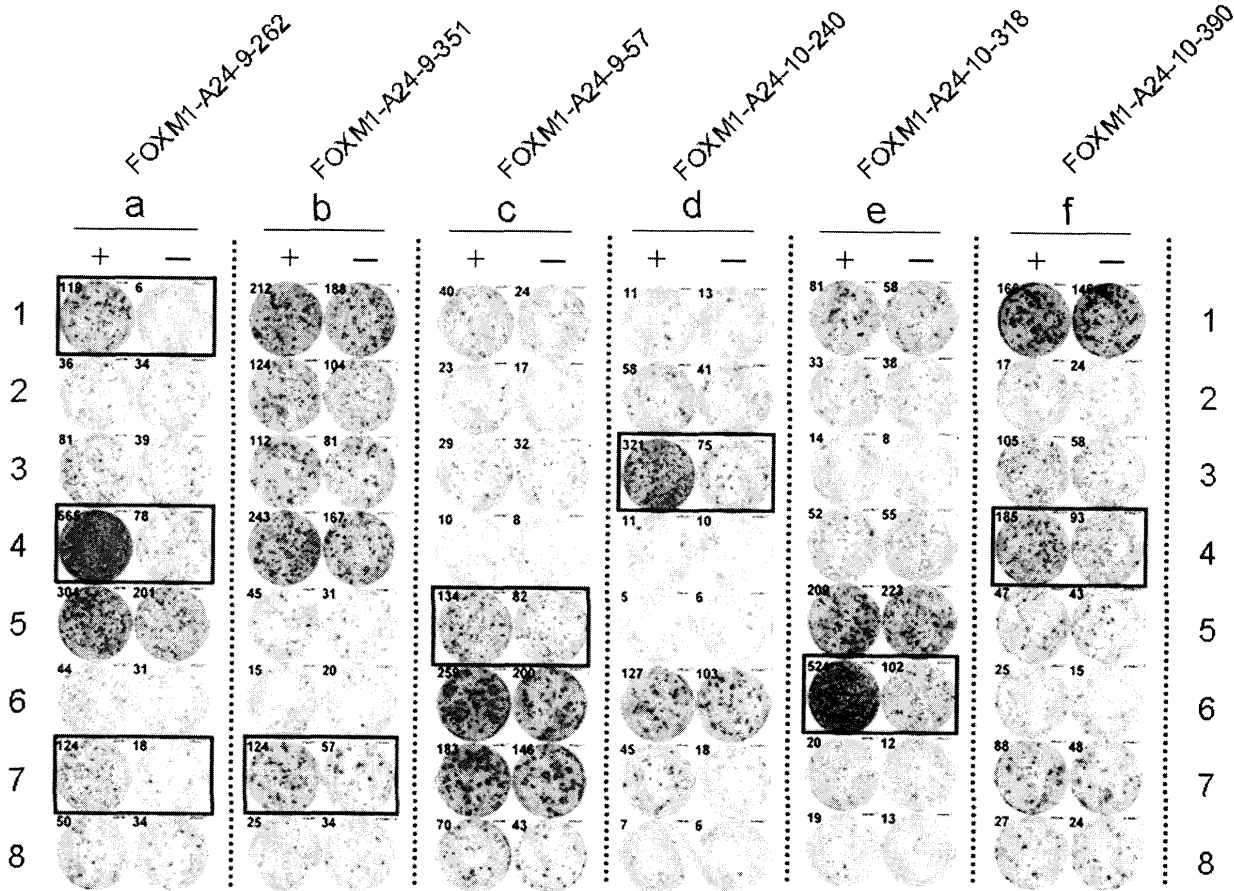 FOXM1-A24-9-262
FOXM1-A24-9-351
FOXM1-A24-9-57
FOXM1-A24-10-240
FOXM1-A24-10-318
FOXM1-A24-10-390
a b c d e f
+ − + − + − + − + − + −
1 119 6 212 188 40 24 11 13 81 58 166 146 1
2 36 34 124 104 23 17 58 41 33 38 17 24 2
3 81 39 112 81 29 32 321 75 14 8 105 58 3
4 78 243 167 10 8 11 10 52 55 185 93 4
5 304 201 45 31 134 82 5 6 209 223 47 43 5
6 44 31 15 20 259 200 127 103 524 102 25 15 6
7 124 18 124 57 183 146 45 18 20 12 88 48 7
8 50 34 25 34 70 43 7 6 19 13 27 24 8